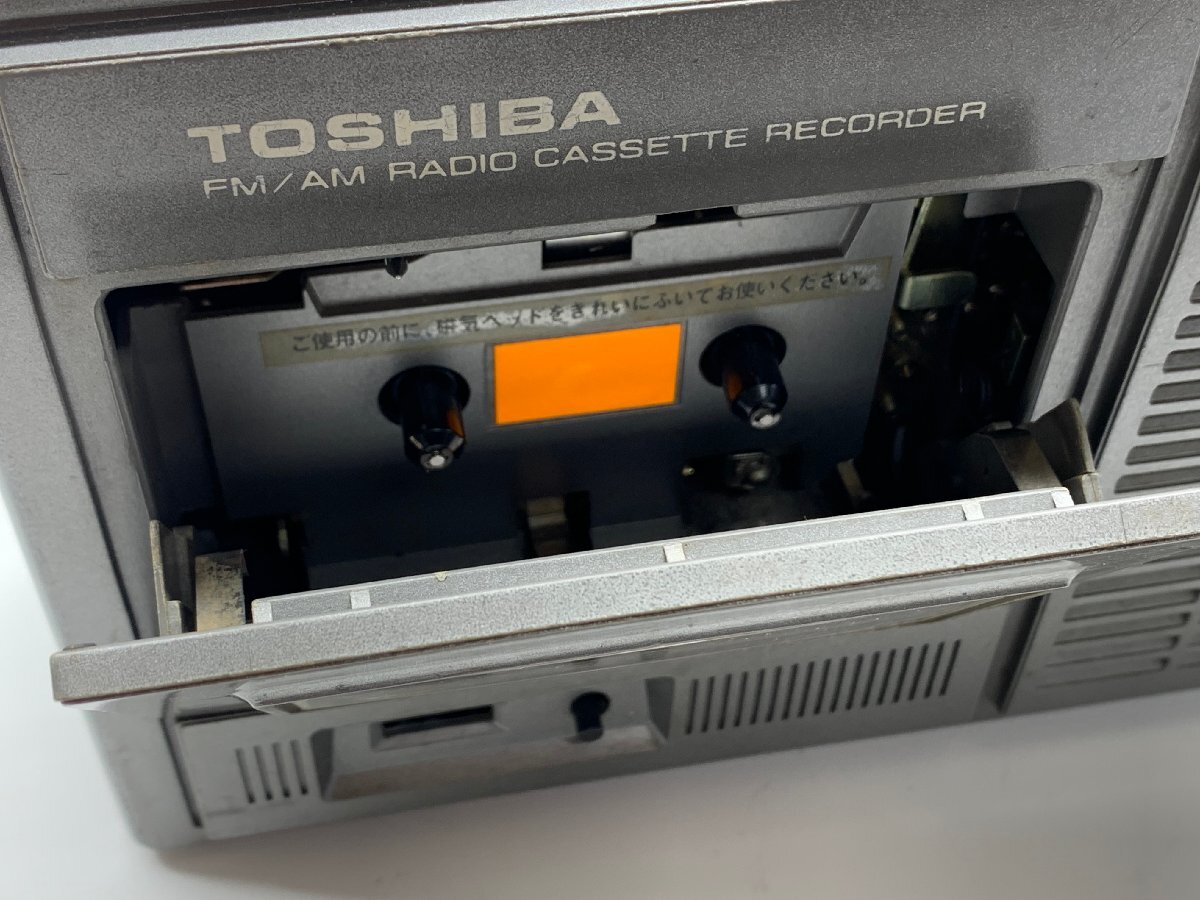 TOSHIBA
FM/AM RADIO CASSETTE RECORDER
ご使用の前に、磁気ヘッドをきれいにふいてお使いください。